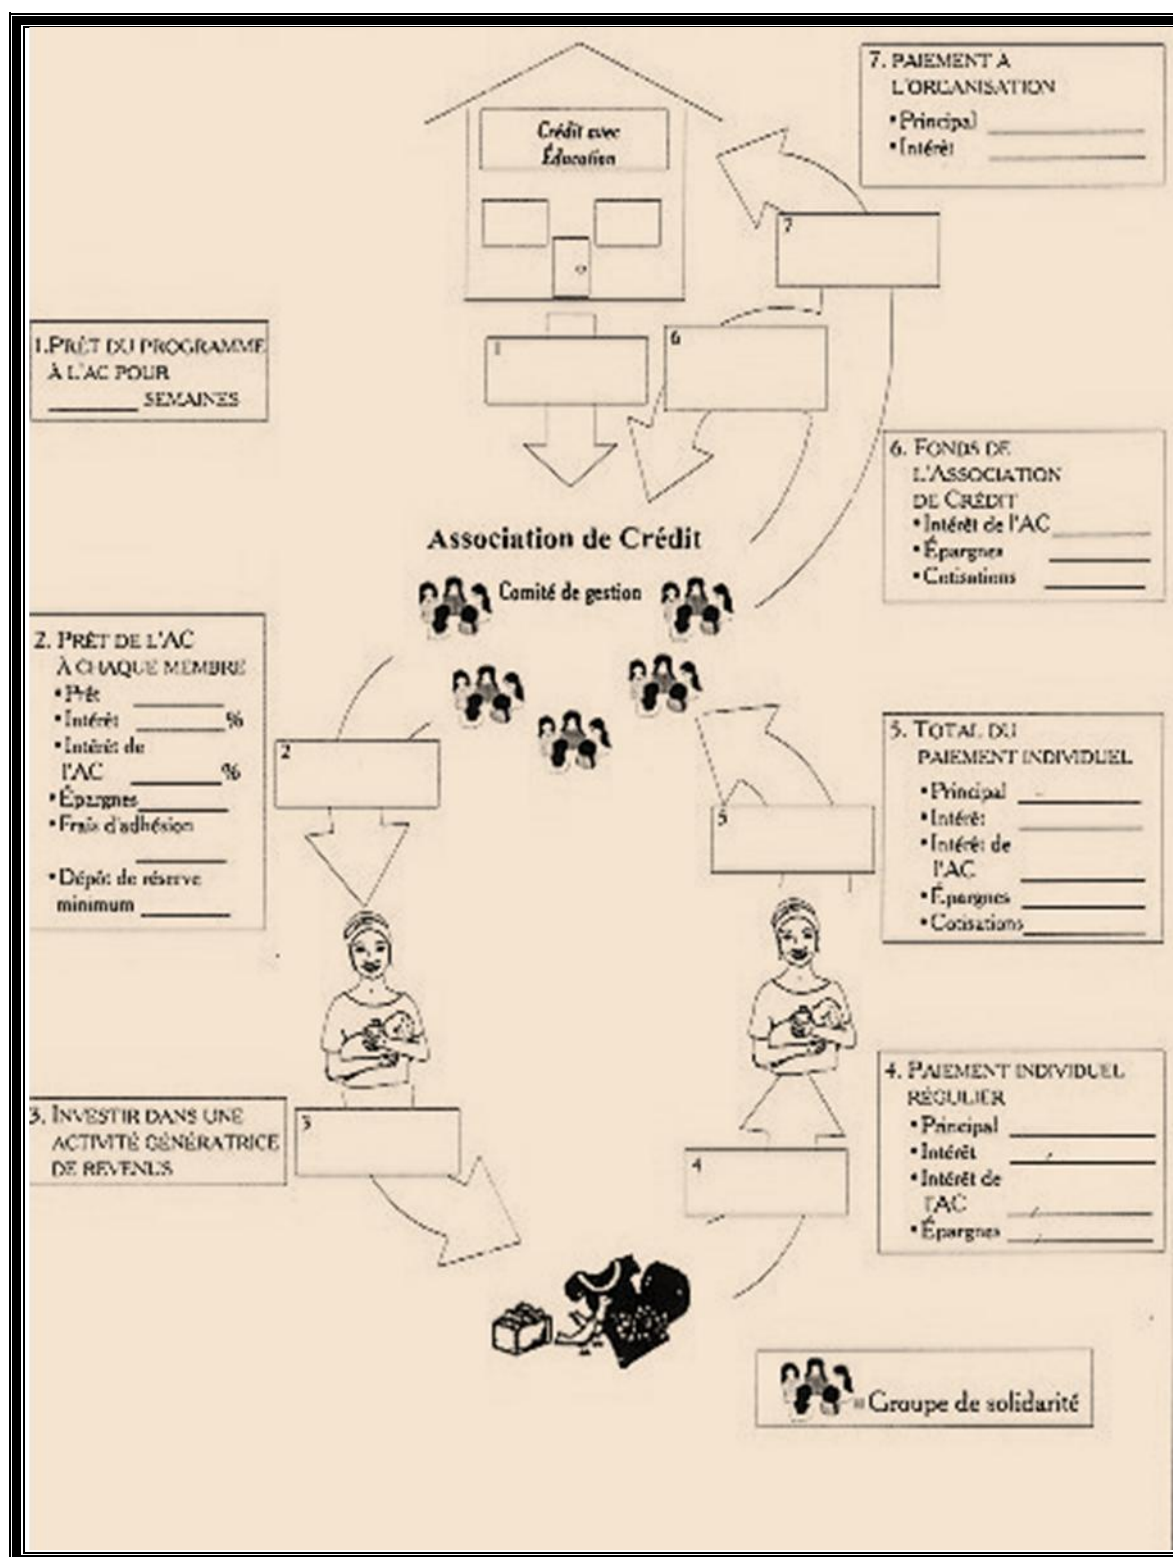 Crédit avec
Éducation
7. PAIEMENT À
L'ORGANISATION
• Principal
• Intérêt
7
1
6
1.PRÊT DU PROGRAMME
À L'AC POUR
SEMAINES
6. FONDS DE
L'ASSOCIATION
DE CRÉDIT
• Intérêt de l'AC
• Épargnes
• Cotisations
Association de Crédit
Comité de gestion
2. PRÊT DE L'AC
À CHAQUE MEMBRE
• Prêt
• Intérêt %
• Intérêt de
l'AC %
• Épargnes
• Frais d'adhésion
• Dépôt de réserve
minimum
2
5. TOTAL DU
PAIEMENT INDIVIDUEL
• Principal
• Intérêt
• Intérêt de
l'AC
• Épargnes
• Cotisations
5
3. INVESTIR DANS UNE
ACTIVITÉ GÉNÉRATRICE
DE REVENUS
3
4
4. PAIEMENT INDIVIDUEL
RÉGULIER
• Principal
• Intérêt
• Intérêt de
l'AC
• Épargnes
= Groupe de solidarité